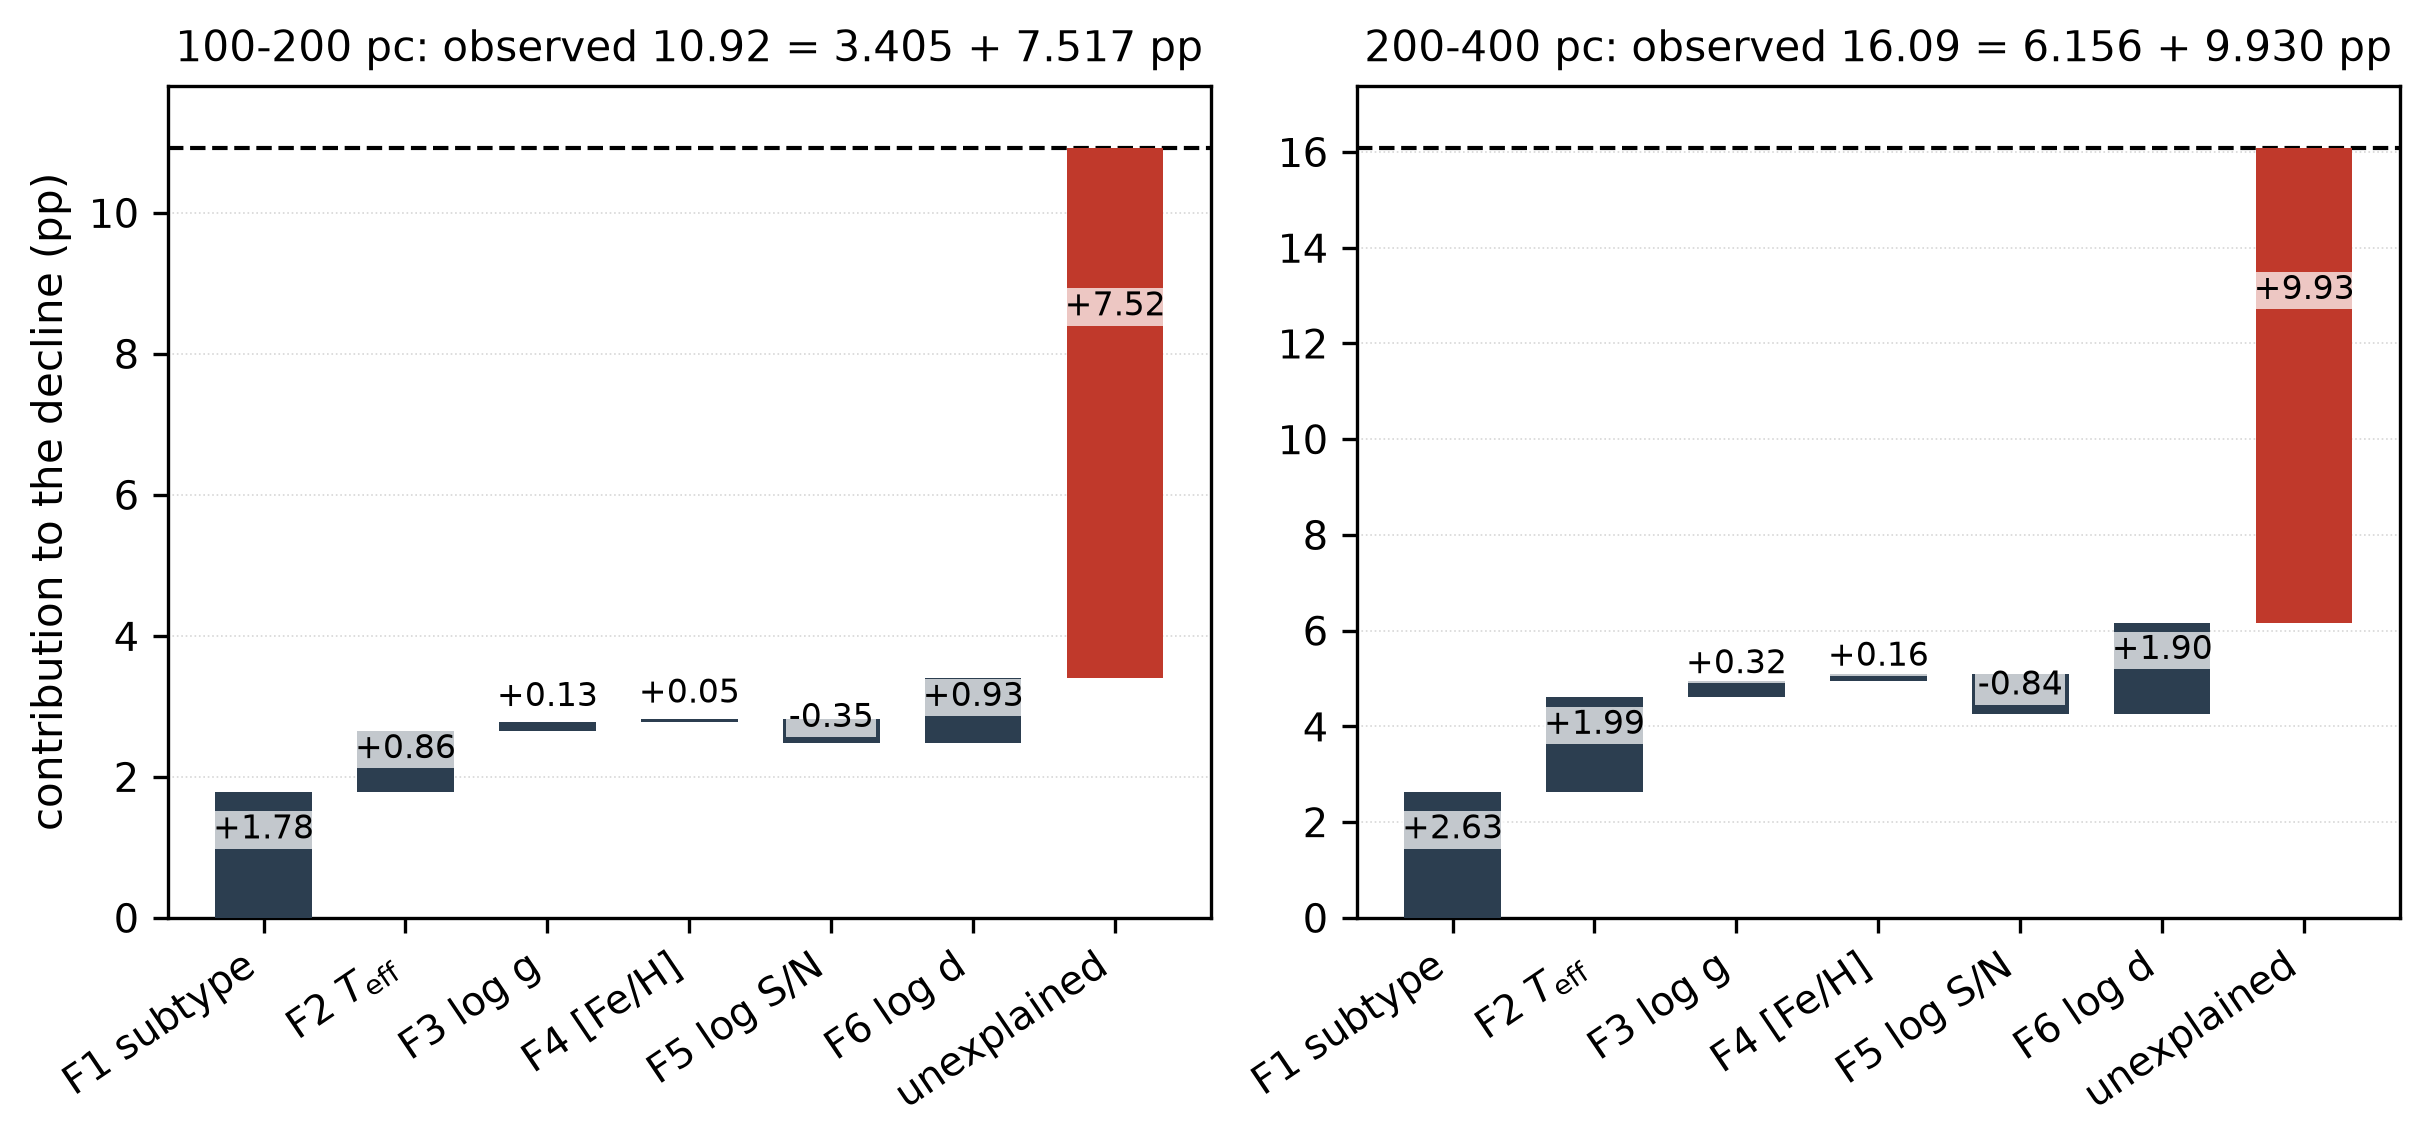 100-200 pc: observed 10.92 = 3.405 + 7.517 pp
contribution to the decline (pp)
10
8
6
4
2
0
+1.78
+0.86
+0.13
+0.05
-0.35
+0.93
+7.52
F1 subtype
F2 Teff
F3 log g
F4 [Fe/H]
F5 log S/N
F6 log d
unexplained
200-400 pc: observed 16.09 = 6.156 + 9.930 pp
16
14
12
10
8
6
4
2
0
+2.63
+1.99
+0.32
+0.16
-0.84
+1.90
+9.93
F1 subtype
F2 Teff
F3 log g
F4 [Fe/H]
F5 log S/N
F6 log d
unexplained